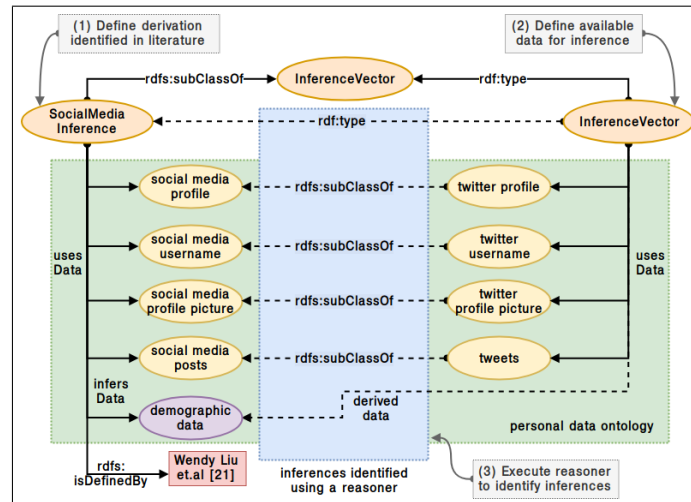 (1) Define derivation
identified in literature
(2) Define available
data for inference
rdfs:subClassOf
InferenceVector
rdf:type
SocialMedia
Inference
rdf:type
InferenceVector
social media
profile
rdfs:subClassOf
twitter profile
uses
Data
social media
username
rdfs:subClassOf
twitter
username
uses
Data
social media
profile picture
rdfs:subClassOf
twitter
profile picture
social media
posts
rdfs:subClassOf
tweets
infers
Data
demographic
data
derived
data
personal data ontology
rdfs:
isDefinedBy
Wendy Liu
et.al [21]
inferences identified
using a reasoner
(3) Execute reasoner
to identify inferences